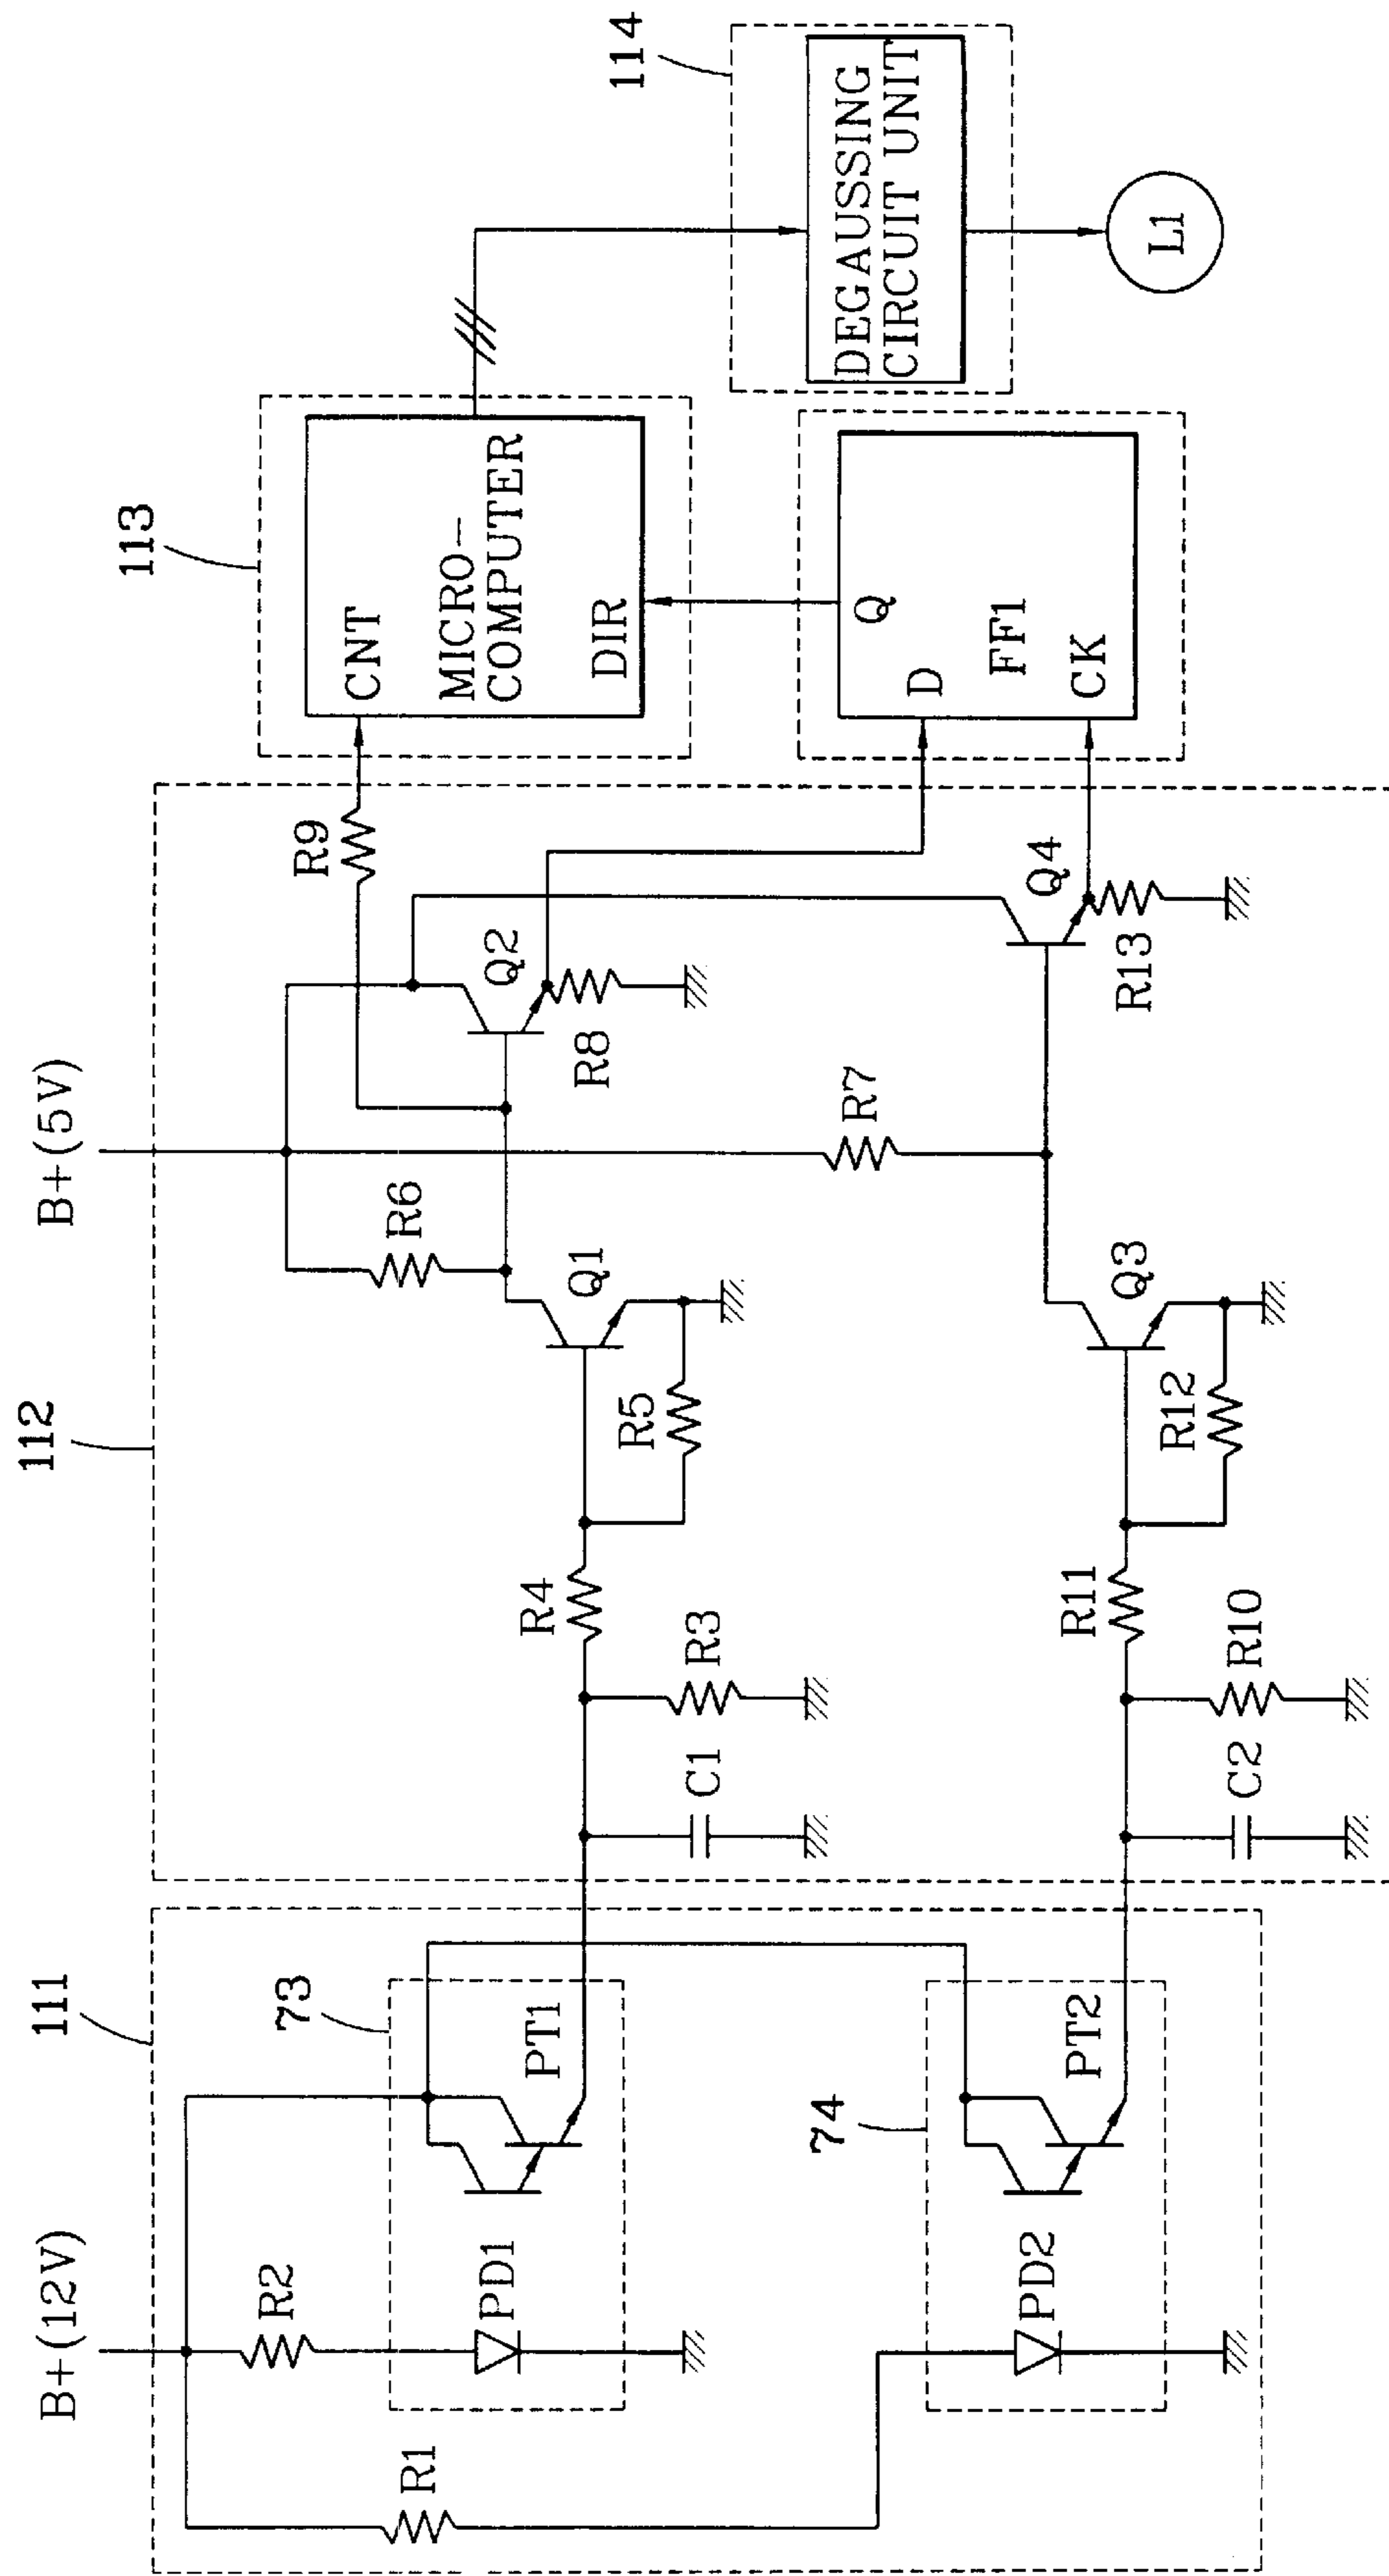 B+(12V)
111
R1
R2
73
PD1
PT1
74
PD2
PT2
112
B+(5V)
C1
R3
R4
R5
Q1
R6
R9
Q2
R8
R7
C2
R10
R11
R12
Q3
Q4
R13
113
CNT
MICRO-
COMPUTER
DIR
Q
D
FF1
CK
114
DEGAUSSING
CIRCUIT UNIT
L1